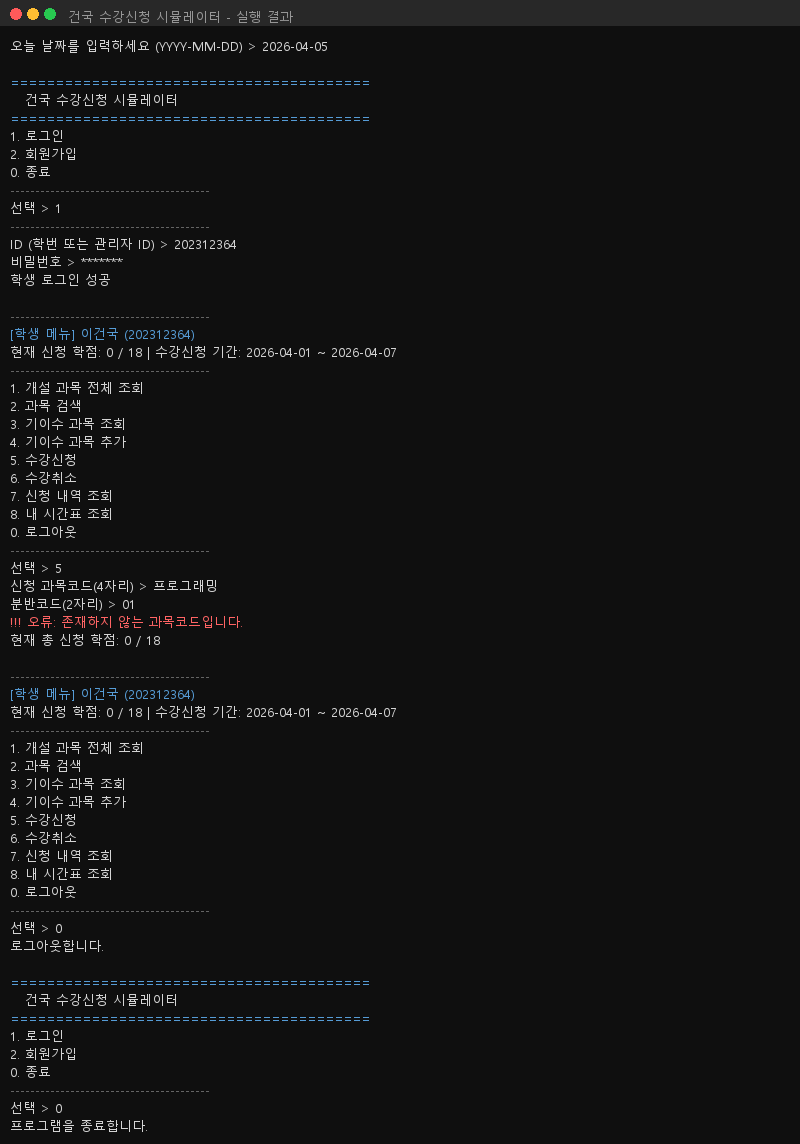 건국 수강신청 시뮬레이터 - 실행 결과
오늘 날짜를 입력하세요 (YYYY-MM-DD) > 2026-04-05
========================================
건국 수강신청 시뮬레이터
========================================
1. 로그인
2. 회원가입
0. 종료
----------------------------------------
선택 > 1
----------------------------------------
ID (학번 또는 관리자 ID) > 202312364
비밀번호 > *******
학생 로그인 성공
----------------------------------------
[학생 메뉴] 이건국 (202312364)
현재 신청 학점: 0 / 18 | 수강신청 기간: 2026-04-01 ~ 2026-04-07
----------------------------------------
1. 개설 과목 전체 조회
2. 과목 검색
3. 기이수 과목 조회
4. 기이수 과목 추가
5. 수강신청
6. 수강취소
7. 신청 내역 조회
8. 내 시간표 조회
0. 로그아웃
----------------------------------------
선택 > 5
신청 과목코드(4자리) > 프로그래밍
분반코드(2자리) > 01
!!! 오류: 존재하지 않는 과목코드입니다.
현재 총 신청 학점: 0 / 18
----------------------------------------
[학생 메뉴] 이건국 (202312364)
현재 신청 학점: 0 / 18 | 수강신청 기간: 2026-04-01 ~ 2026-04-07
----------------------------------------
1. 개설 과목 전체 조회
2. 과목 검색
3. 기이수 과목 조회
4. 기이수 과목 추가
5. 수강신청
6. 수강취소
7. 신청 내역 조회
8. 내 시간표 조회
0. 로그아웃
----------------------------------------
선택 > 0
로그아웃합니다.
========================================
건국 수강신청 시뮬레이터
========================================
1. 로그인
2. 회원가입
0. 종료
----------------------------------------
선택 > 0
프로그램을 종료합니다.